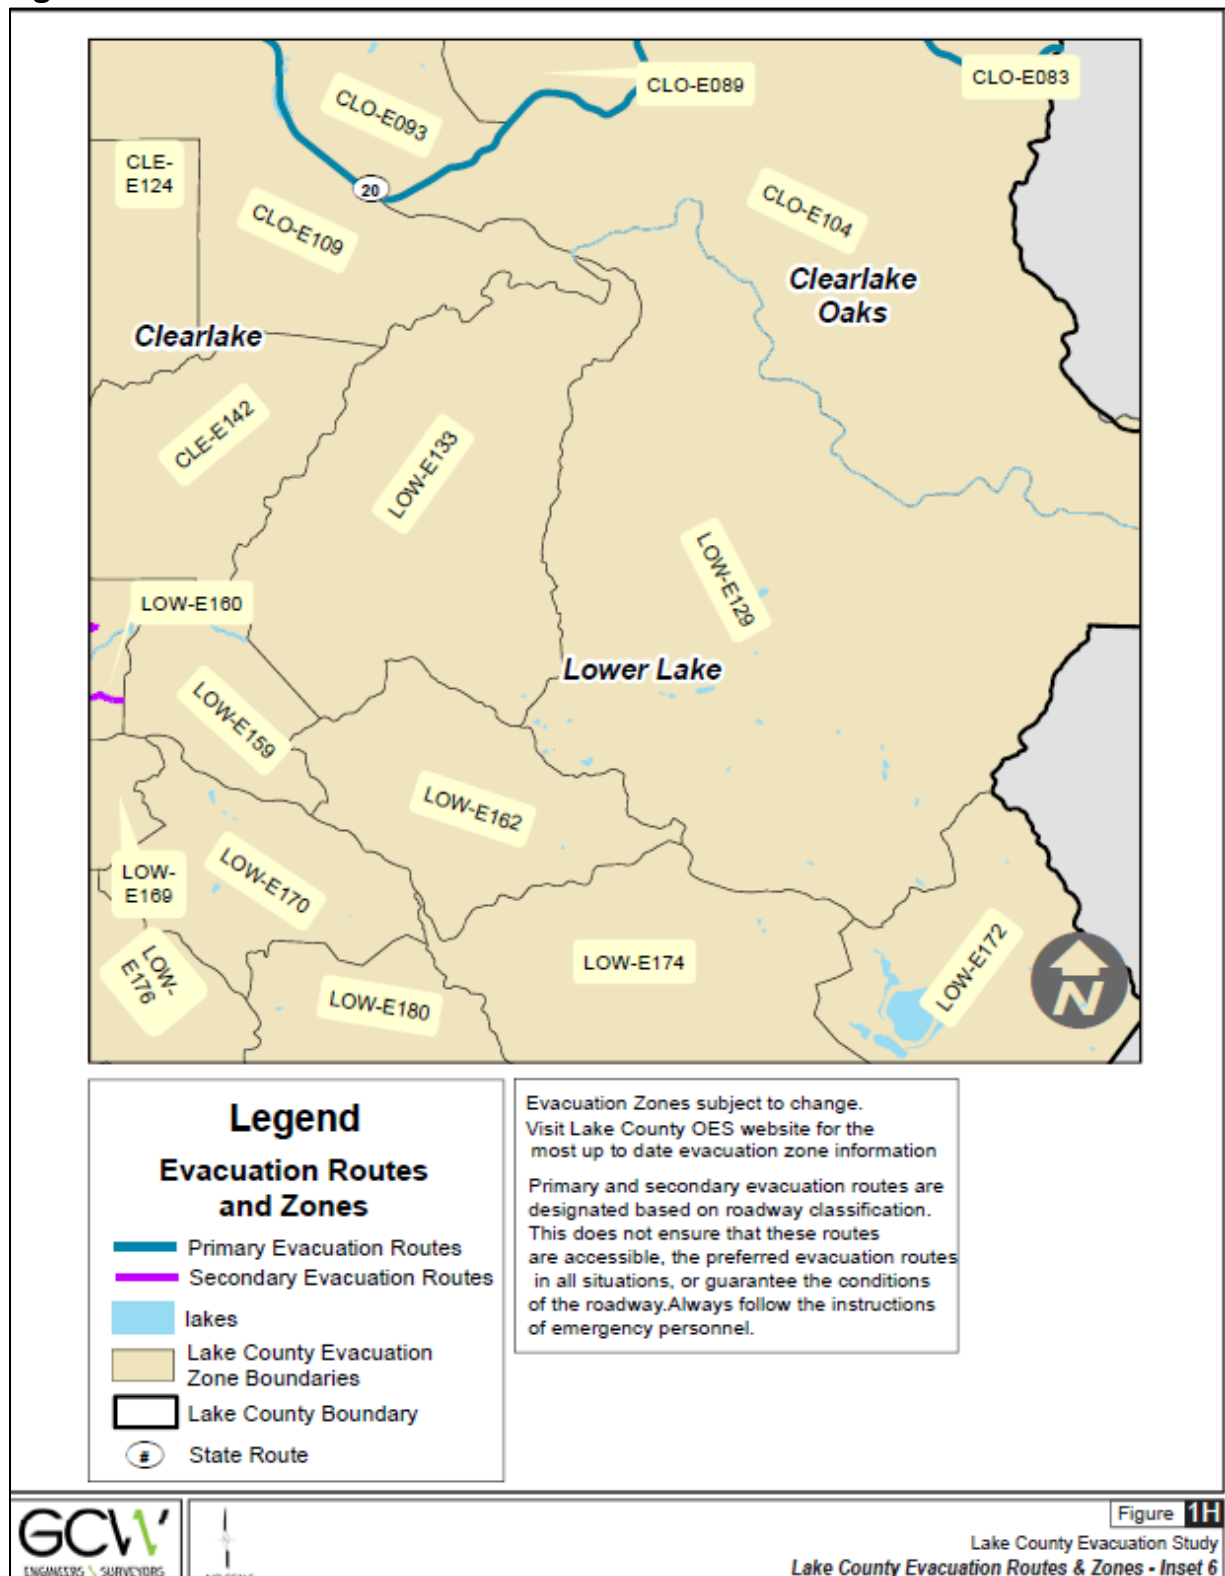 CLO-E089
CLO-E083
CLO-E093
CLE-
E124
20
CLO-E104
CLO-E109
Clearlake
Oaks
Clearlake
CLE-E142
LOW-E133
LOW-E129
LOW-E160
Lower Lake
LOW-E159
LOW-E162
LOW-
E169
LOW-E170
LOW-E172
LOW-E174
LOW-
E176
LOW-E180
N
Legend
Evacuation Routes
and Zones
Primary Evacuation Routes
Secondary Evacuation Routes
lakes
Lake County Evacuation
Zone Boundaries
Lake County Boundary
# State Route
Evacuation Zones subject to change.
Visit Lake County OES website for the
most up to date evacuation zone information
Primary and secondary evacuation routes are
designated based on roadway classification.
This does not ensure that these routes
are accessible, the preferred evacuation routes
in all situations, or guarantee the conditions
of the roadway.Always follow the instructions
of emergency personnel.
GCW
ENGINEERS \ SURVEYORS
NO SCALE
Figure 1H
Lake County Evacuation Study
Lake County Evacuation Routes & Zones - Inset 6